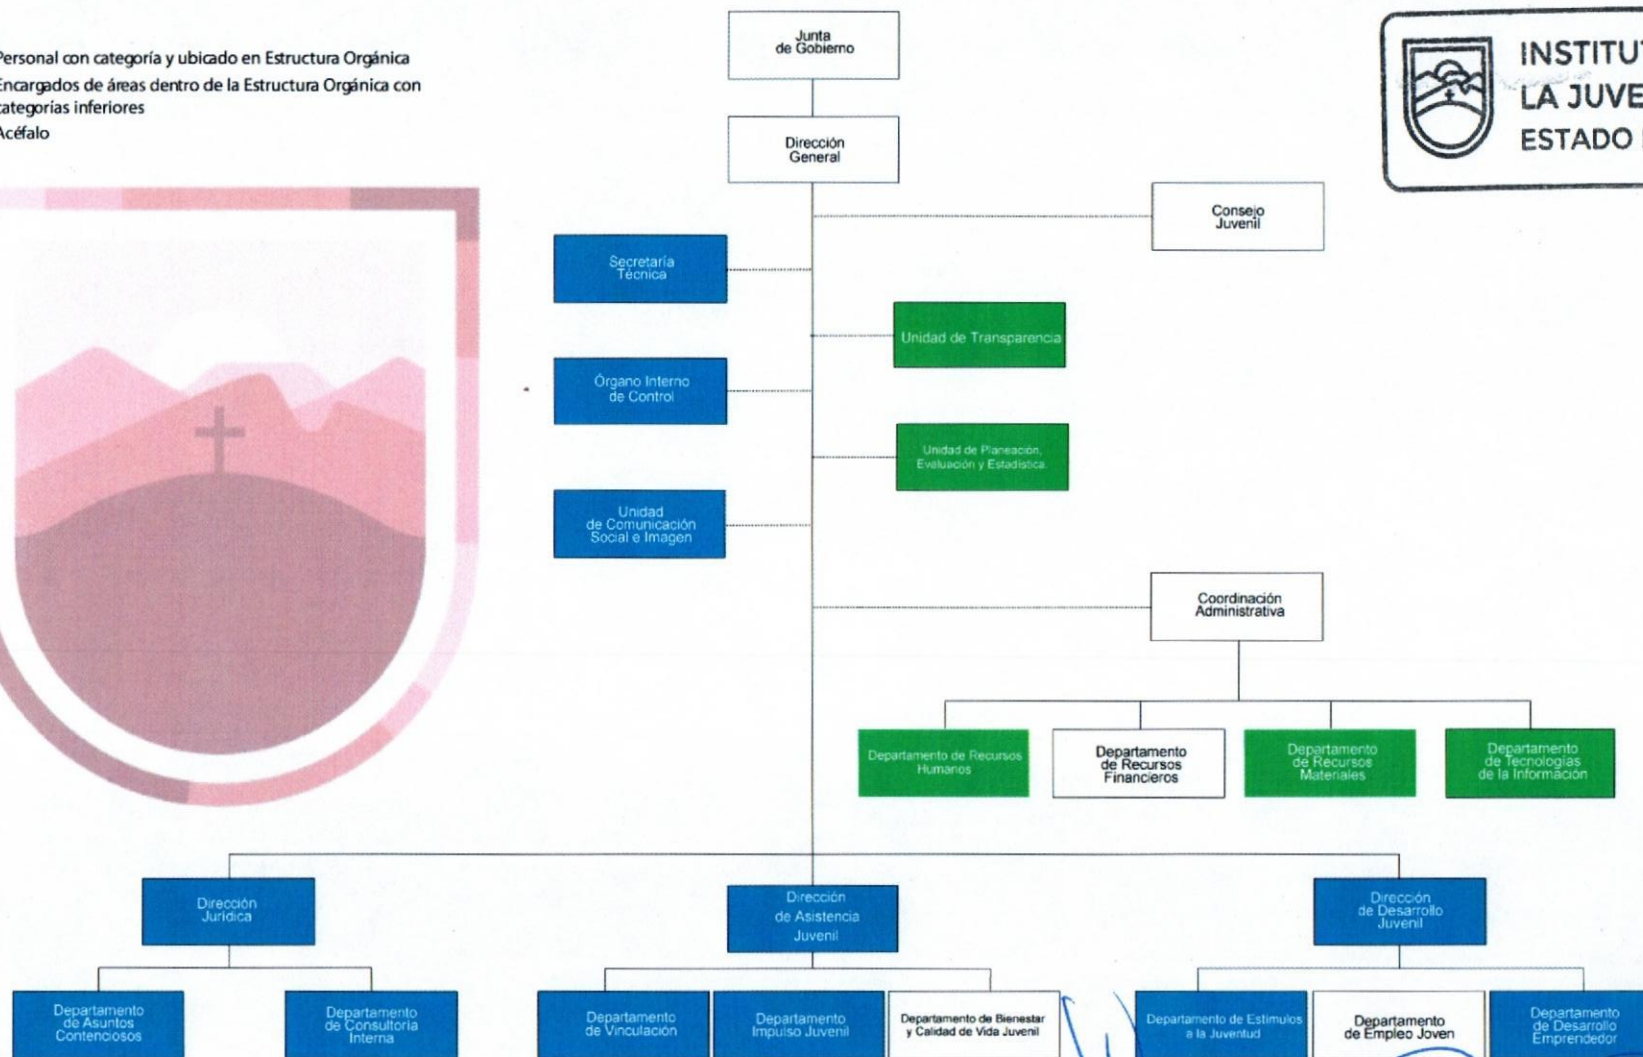 Personal con categoría y ubicado en Estructura Orgánica
Encargados de áreas dentro de la Estructura Orgánica con
categorías inferiores
Acéfalo
Junta
de Gobierno
Dirección
General
LA
ESTADO
Consejo
Juvenil
Secretaría
Técnica
Unidad de Transparencia
Órgano Interno
de Control
Unidad de Planeación,
Evaluación y Estadística.
Unidad
de Comunicación
Social e Imagen
Coordinación
Administrativa
Departamento de Recursos
Humanos
Departamento
de Recursos
Financieros
Departamento
de Recursos
Materiales
Departamento
de Tecnologías
de la Información
Dirección
Jurídica
Dirección
de Asistencia
Juvenil
Dirección
de Desarrollo
Juvenil
Departamento
de Asuntos
Contenciosos
Departamento
de Consultoría
Interna
Departamento
de Vinculación
Departamento
Impulso Juvenil
Departamento de Bienestar
y Calidad de Vida Juvenil
Departamento de Estímulos
a la Juventud
Departamento
de Empleo Joven
Departamento
de Desarrollo
Emprendedor